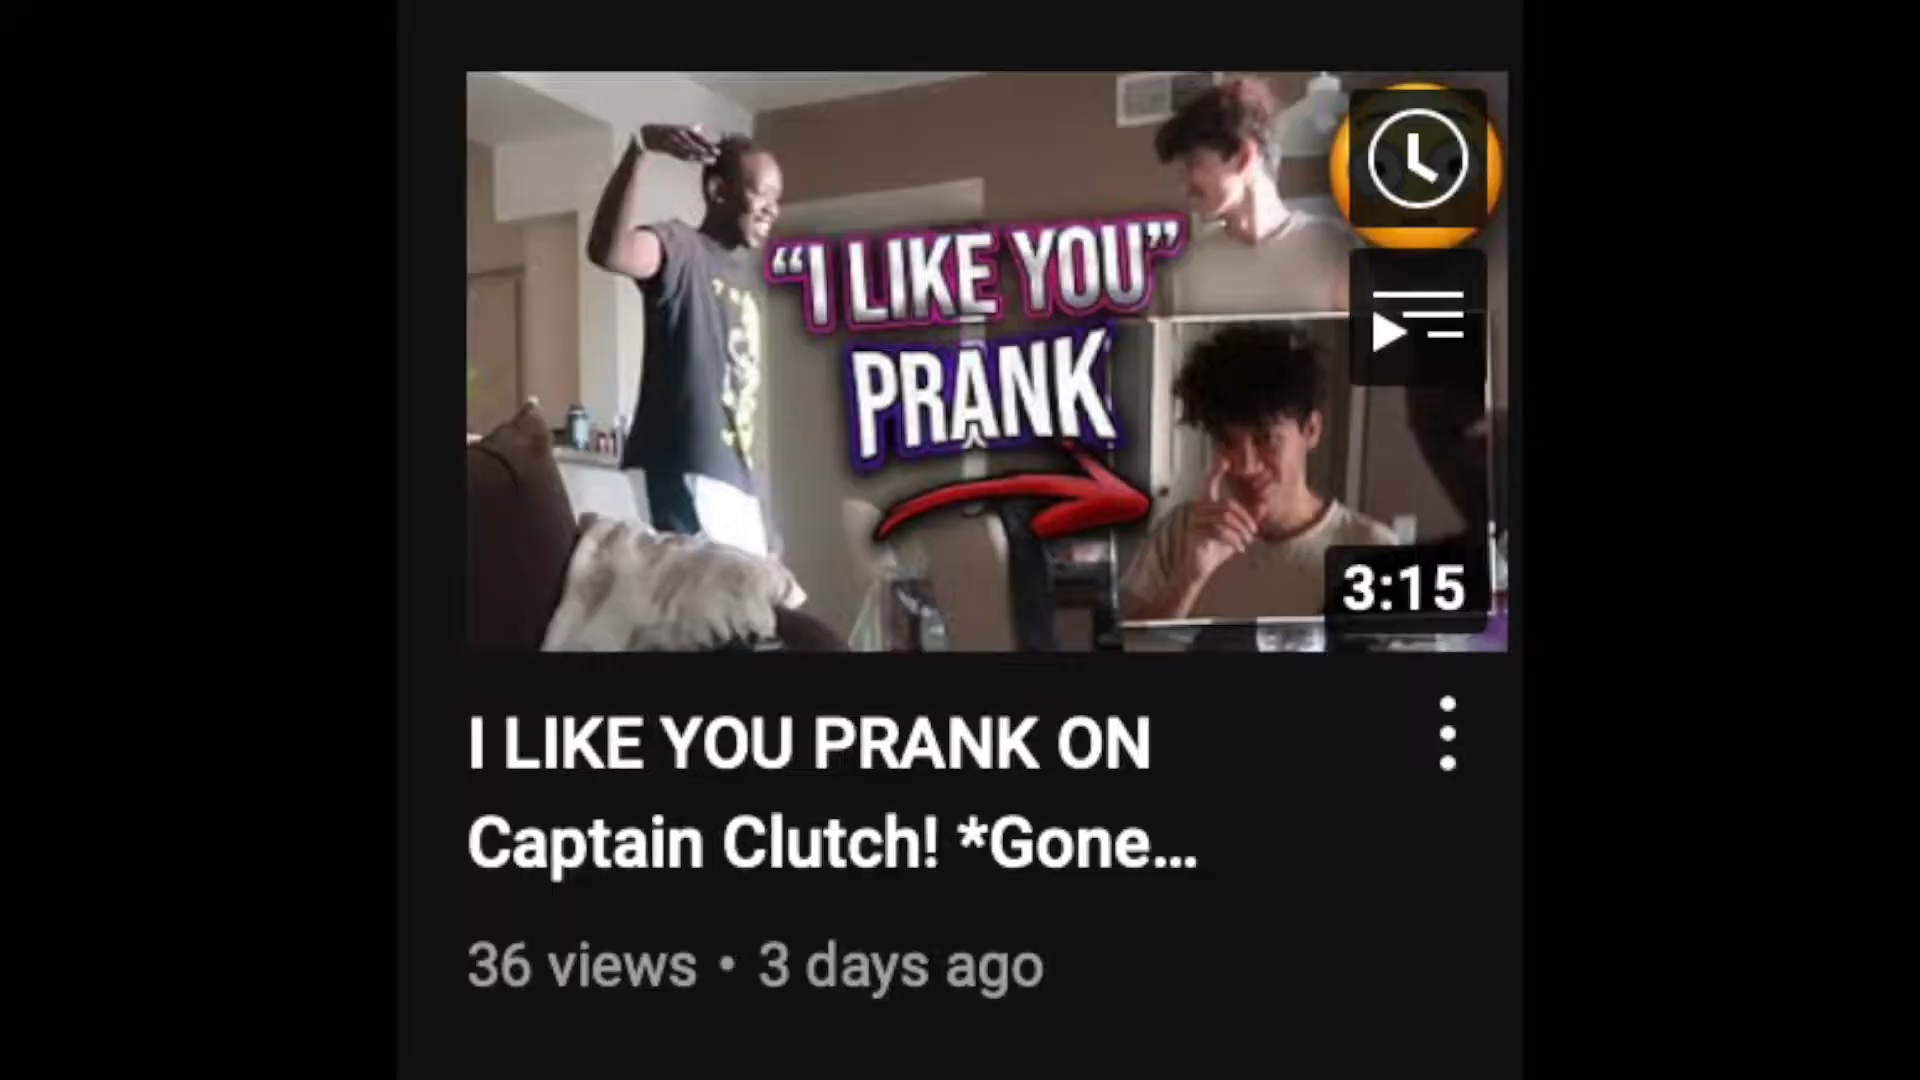 “I LIKE YOU”
PRANK
3:15
I LIKE YOU PRANK ON
Captain Clutch! *Gone...
36 views • 3 days ago